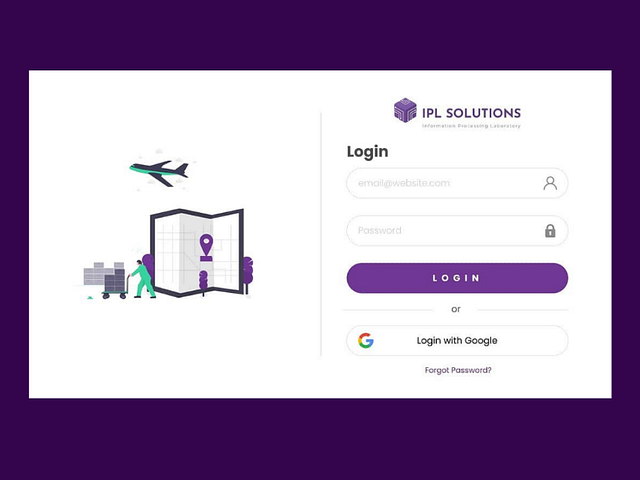 IPL SOLUTIONS
Information Processing Laboratory
Login
email@website.com
Password
LOGIN
or
Login with Google
Forgot Password?